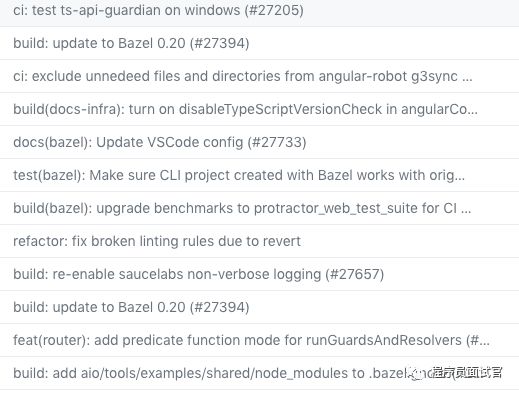 ci: test ts-api-guardian on windows (#27205)
build: update to Bazel 0.20 (#27394)
ci: exclude unnedeed files and directories from angular-robot g3sync ...
build(docs-infra): turn on disableTypeScriptVersionCheck in angularCo...
docs(bazel): Update VSCode config (#27733)
test(bazel): Make sure CLI project created with Bazel works with orig...
build(bazel): upgrade benchmarks to protractor_web_test_suite for CI ...
refactor: fix broken linting rules due to revert
build: re-enable saucelabs non-verbose logging (#27657)
build: update to Bazel 0.20 (#27394)
feat(router): add predicate function mode for runGuardsAndResolvers (#...
build: add aio/tools/examples/shared/node_modules to .bazel
程序员面试官